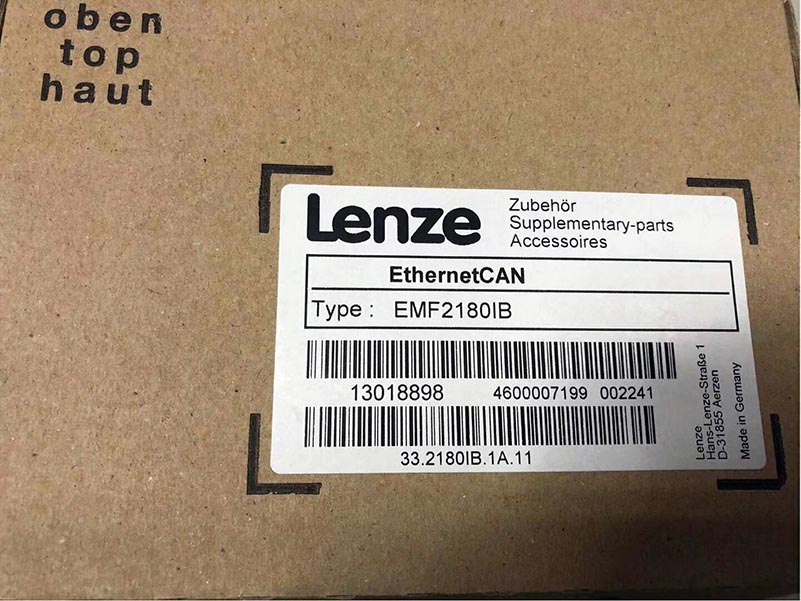 oben
top
haut
Lenze
Zubehör
Supplementary-parts
Accessoires
EthernetCAN
Type : EMF2180IB
13018898 4600007199 002241
33.2180IB.1A.11
Lenze
Hans-Lenze-Straße 1
D-31855 Aerzen
Made in Germany